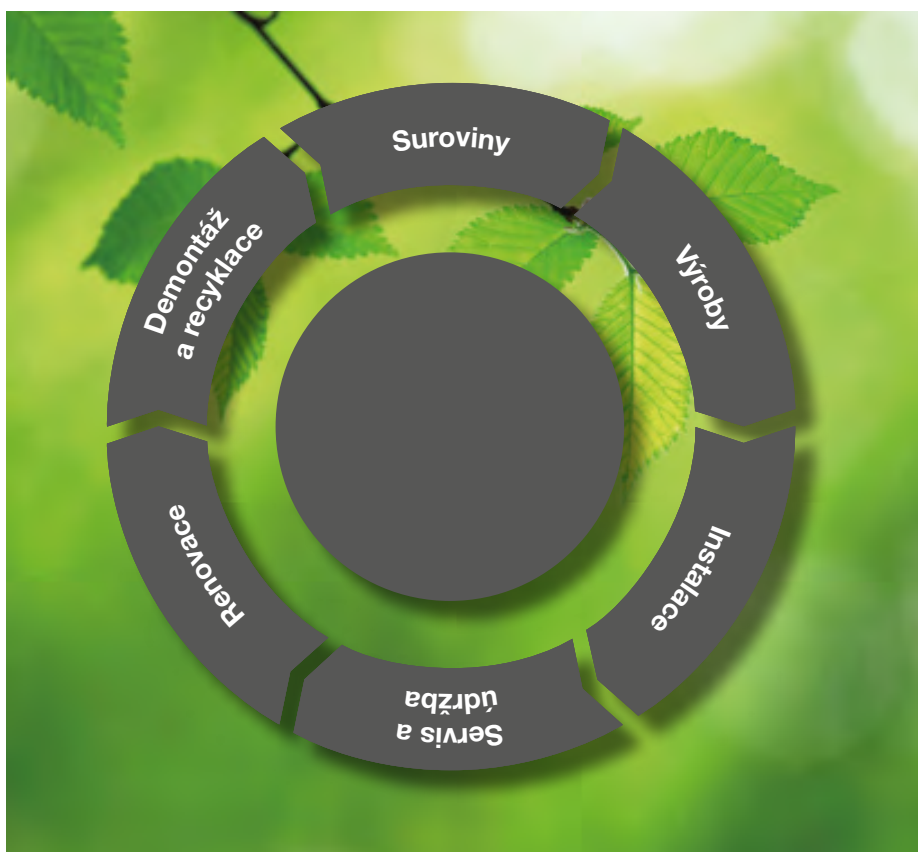 Suroviny
Výroby
Instalace
Servis a
údržba
Renovace
Demontáž
a recyklace